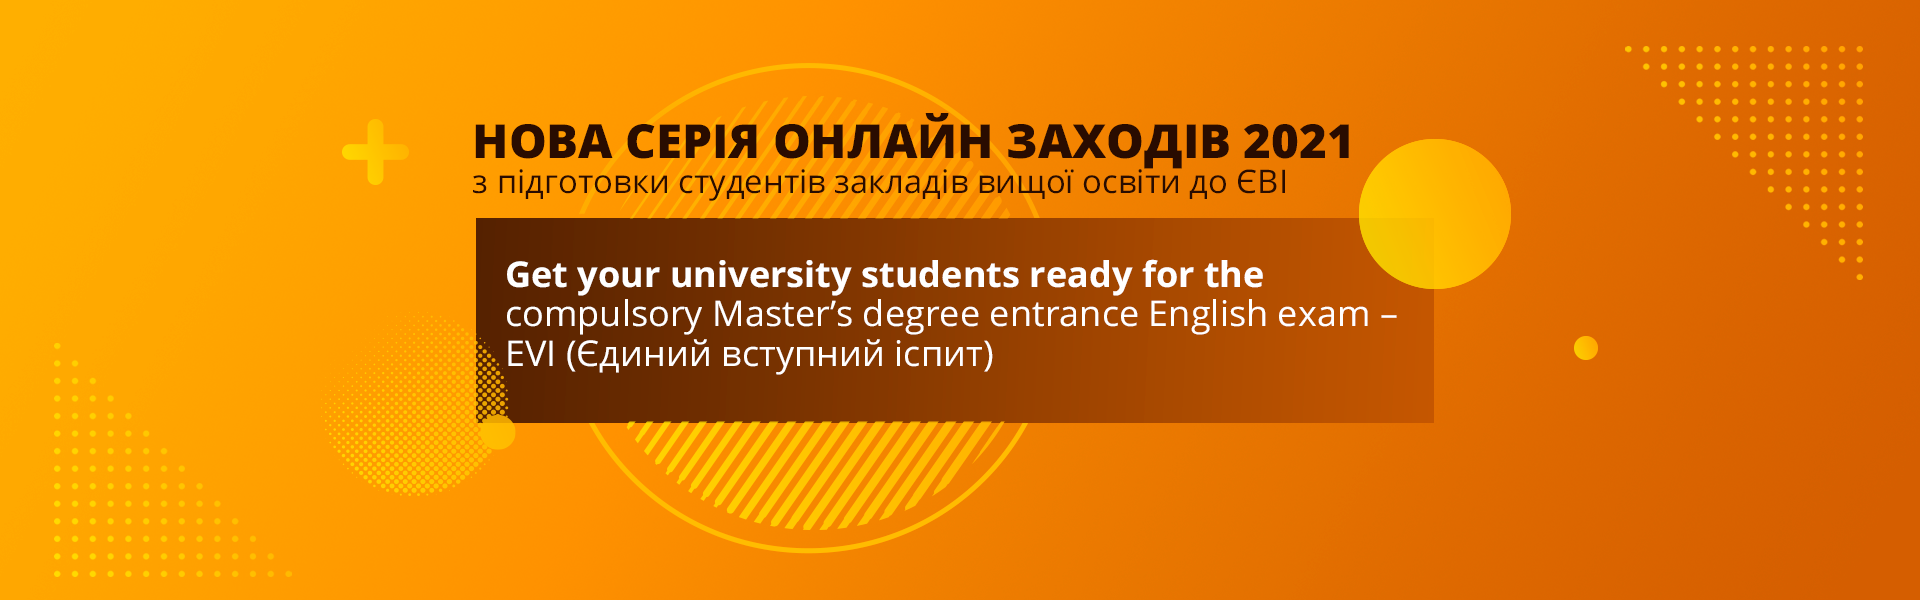 НОВА СЕРІЯ ОНЛАЙН ЗАХОДІВ 2021
з підготовки студентів закладів вищої освіти до ЄВІ
Get your university students ready for the
compulsory Master’s degree entrance English exam –
EVI (Єдиний вступний іспит)